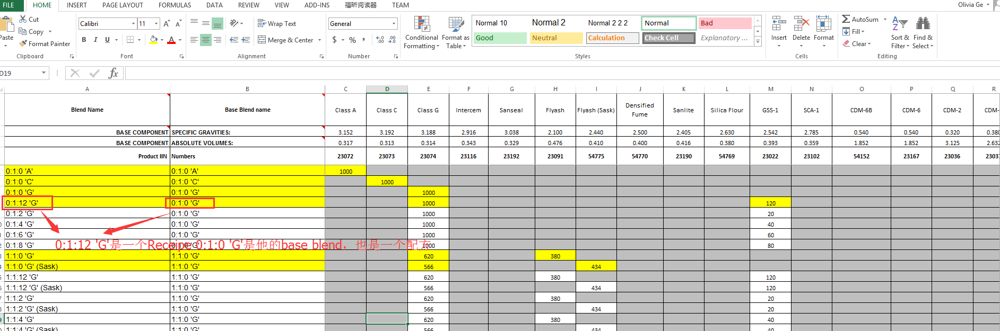 FILE HOME INSERT PAGE LAYOUT FORMULAS DATA REVIEW VIEW ADD-INS 福昕阅读器 TEAM Olivia Ge
Cut
Copy
Format Painter
Paste
Clipboard
Calibri 11
B I U
Font
Wrap Text
Merge & Center
Alignment
General
$ % ,
Number
Conditional Formatting
Format as Table
Normal 10 Normal 2 Normal 2 2 2 Normal Bad
Good Neutral Calculation Check Cell Explanatory ...
Styles
Insert Delete Format
Cells
AutoSum
Fill
Clear
Sort & Filter
Find & Select
Editing
D19 fx
A B C D E F G H I J K L M N O P Q R
Blend Name Base Blend name Class A Class C Class G Intercem Sanseal Flyash Flyash (Sask) Densified Fume Sanlite Silica Flour GSS-1 SCA-1 CDM-6B CDM-6 CDM-2 CDM-
BASE COMPONENT SPECIFIC GRAVITIES: 3.152 3.192 3.188 2.916 3.038 2.100 2.440 2.500 2.405 2.630 2.542 2.785 0.540 0.540 0.320 0.380
BASE COMPONENT ABSOLUTE VOLUMES: 0.317 0.313 0.314 0.343 0.329 0.476 0.410 0.400 0.416 0.380 0.393 0.359 1.852 1.852 3.125 2.632
Product IIN Numbers 23072 23073 23074 23116 23192 23091 54775 54770 23190 54769 23022 23102 54152 23167 23036 2303
0:1:0 'A' 0:1:0 'A' 1000
0:1:0 'C' 0:1:0 'C' 1000
0:1:0 'G' 0:1:0 'G' 1000
0:1:12 'G' 0:1:0 'G' 1000 120
0:1:2 'G' 0:1:0 'G' 1000 20
0:1:4 'G' 0:1:0 'G' 1000 40
0:1:6 'G' 0:1:0 'G' 1000 60
0:1:8 'G' 0:1:0 'G' 1000 80
0:1:12 'G'是一个Receipe 0:1:0 'G'是他的base blend，也是一个配方
1:1:0 'G' 1:1:0 'G' 620 380
1:1:0 'G' (Sask) 1:1:0 'G' 566 434
1:1:12 'G' 1:1:0 'G' 620 380 120
1:1:12 'G' (Sask) 1:1:0 'G' 566 434 120
1:1:2 'G' 1:1:0 'G' 620 380 20
1:1:2 'G' (Sask) 1:1:0 'G' 566 434 20
1:1:4 'G' 1:1:0 'G' 620 380 40
1:1:4 'G' (Sask) 1:1:0 'G' 566 434 40